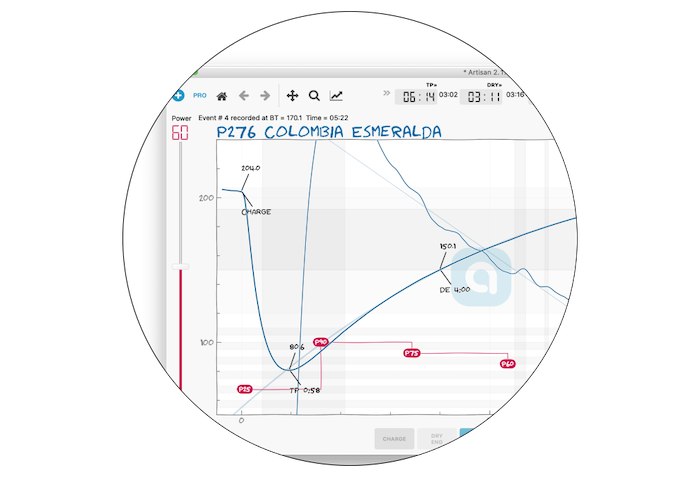 * Artisan 2.
PRO
TP»
06:14 03:02
DRY»
03:11 03:16
Power
60
Event # 4 recorded at BT = 170.1 Time = 05:22
P276 COLOMBIA ESMERALDA
204.0
CHARGE
200
150.1
DE 4:00
100
80.6
P90
P75
P60
P25
TP 0:58
0
CHARGE
DRY
END